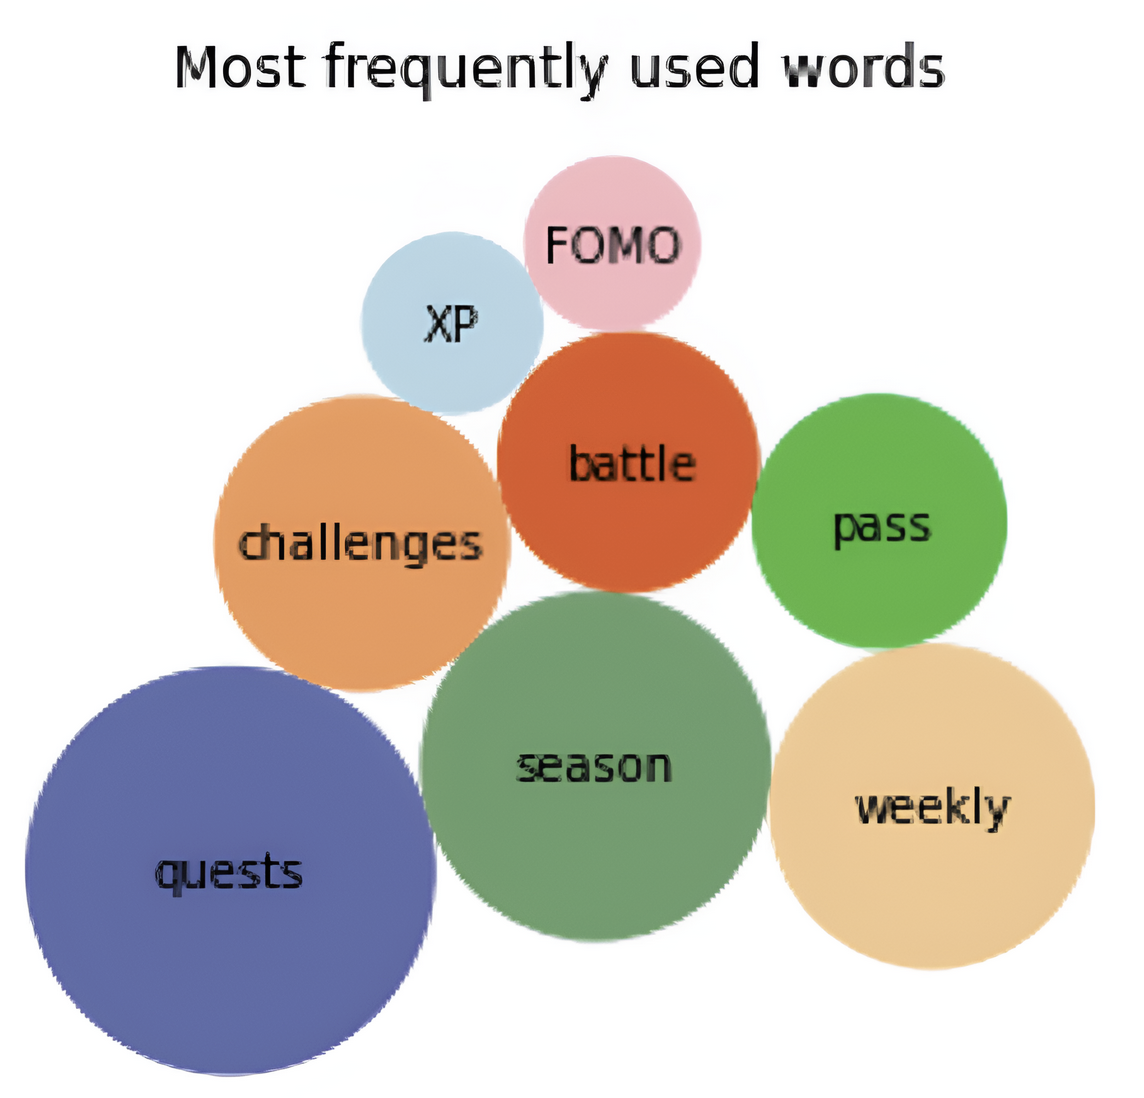 Most frequently used words
FOMO
XP
battle
pass
challenges
season
weekly
quests